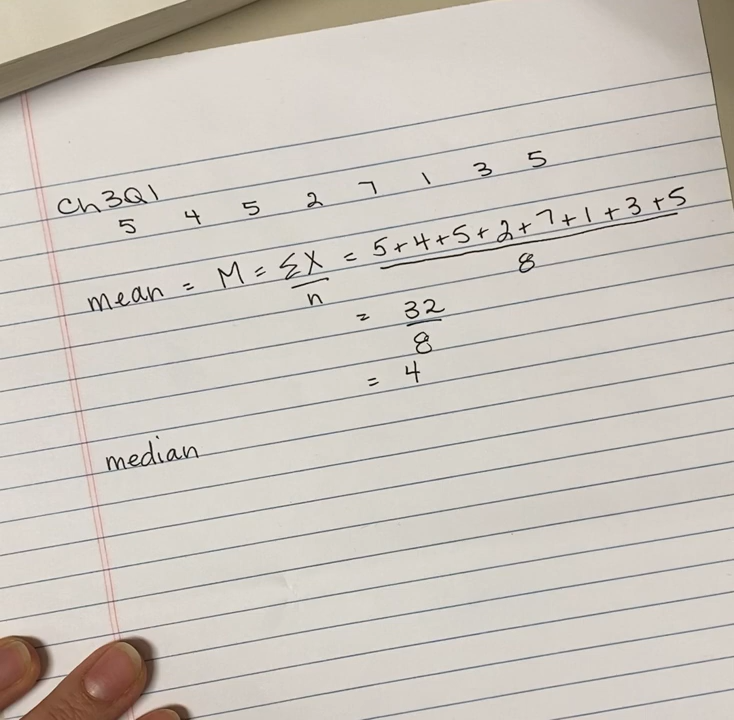 Ch3Q1
5 4 5 2 7 1 3 5
mean = M = ΣX/n = 5+4+5+2+7+1+3+5/8
= 32/8
= 4
median